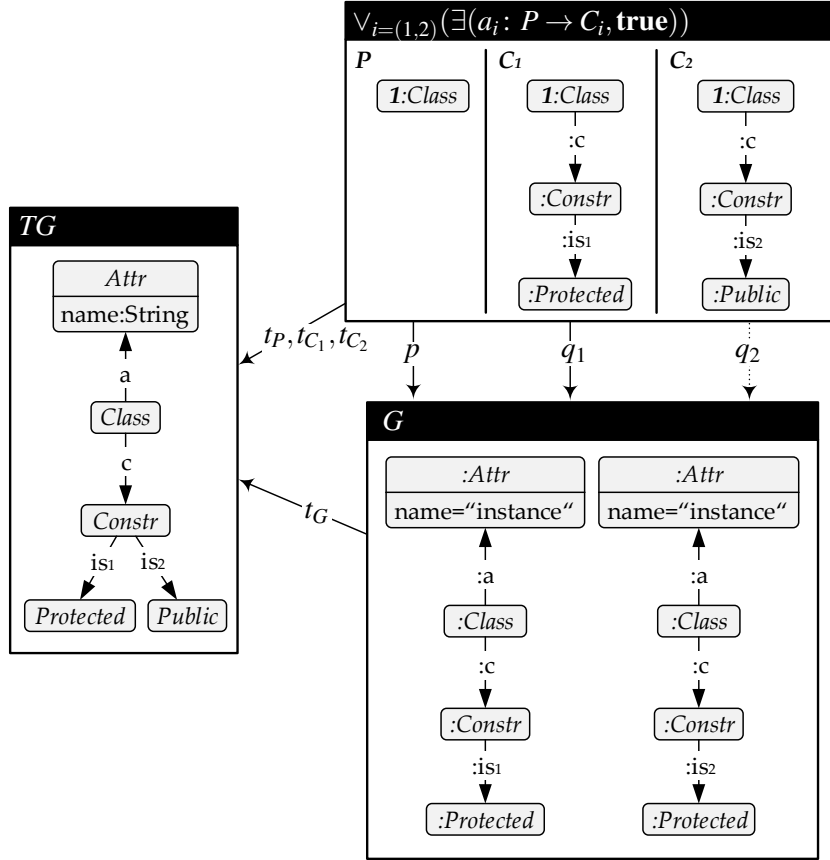 ∨i=(1,2)(∃(ai: P → Ci, true))
P
C1
C2
1:Class
1:Class
1:Class
:c
:c
:Constr
:Constr
:is1
:is2
:Protected
:Public
TG
Attr
name:String
a
Class
c
Constr
is1
is2
Protected
Public
tP, tC1, tC2
p
q1
q2
tG
G
:Attr
:Attr
name=“instance“
name=“instance“
:a
:a
:Class
:Class
:c
:c
:Constr
:Constr
:is1
:is2
:Protected
:Protected